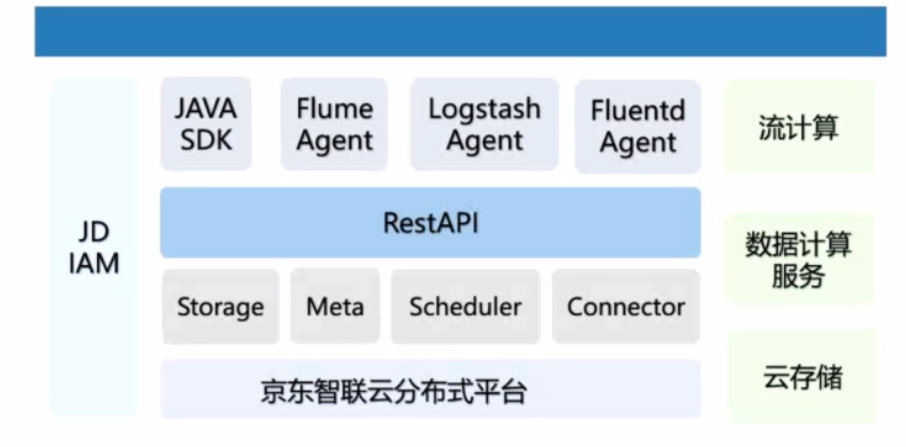 JD
IAM
JAVA
SDK
Flume
Agent
Logstash
Agent
Fluentd
Agent
RestAPI
Storage
Meta
Scheduler
Connector
京东智联云分布式平台
流计算
数据计算
服务
云存储